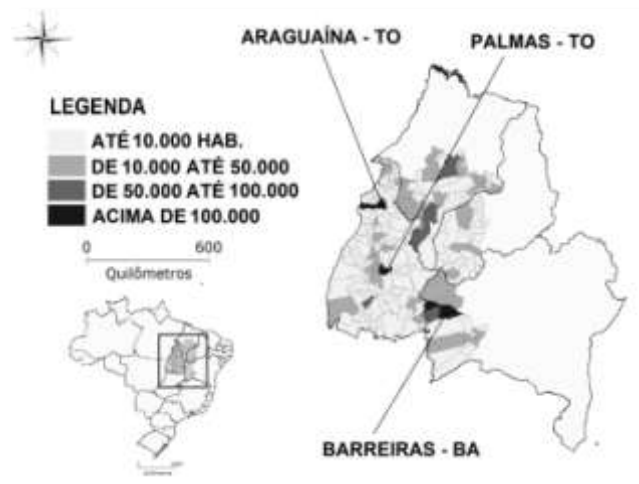 ARAGUAÍNA - TO
PALMAS - TO
LEGENDA
ATÉ 10.000 HAB.
DE 10.000 ATÉ 50.000
DE 50.000 ATÉ 100.000
ACIMA DE 100.000
0 600
Quilômetros
BARREIRAS - BA